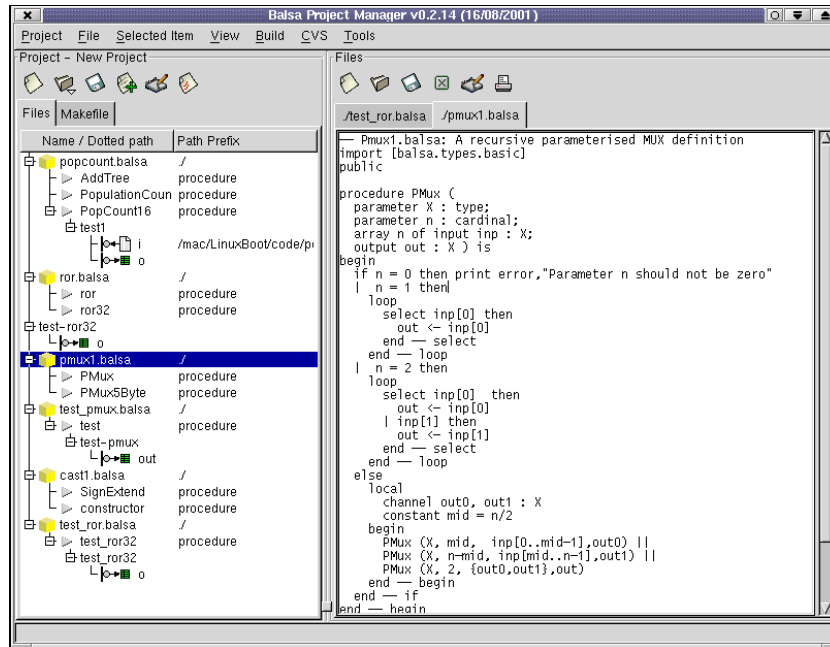 Balsa Project Manager v0.2.14 (16/08/2001)
Project File Selected Item View Build CVS Tools
Project - New Project
Files Makefile
Name / Dotted path Path Prefix
popcount.balsa ./
AddTree procedure
PopulationCoun procedure
PopCount16 procedure
test1
i /mac/LinuxBoot/code/p
o
ror.balsa ./
ror procedure
ror32 procedure
test-ror32
o
pmux1.balsa ./
PMux procedure
PMux5Byte procedure
test_pmux.balsa ./
test procedure
test-pmux
out
cast1.balsa ./
SignExtend procedure
constructor procedure
test_ror.balsa ./
test_ror32 procedure
test_ror32
o
Files
./test_ror.balsa ./pmux1.balsa
-- Pmux1.balsa: A recursive parameterised MUX definition
import [balsa.types.basic]
public
procedure PMux (
parameter X : type;
parameter n : cardinal;
array n of input inp : X;
output out : X ) is
begin
if n = 0 then print error,"Parameter n should not be zero"
| n = 1 then
loop
select inp[0] then
out <- inp[0]
end -- select
end -- loop
| n = 2 then
loop
select inp[0] then
out <- inp[0]
| inp[1] then
out <- inp[1]
end -- select
end -- loop
else
local
channel out0, out1 : X
constant mid = n/2
begin
PMux (X, mid, inp[0..mid-1],out0) ||
PMux (X, n-mid, inp[mid..n-1],out1) ||
PMux (X, 2, {out0,out1},out)
end -- begin
end -- if
end -- begin